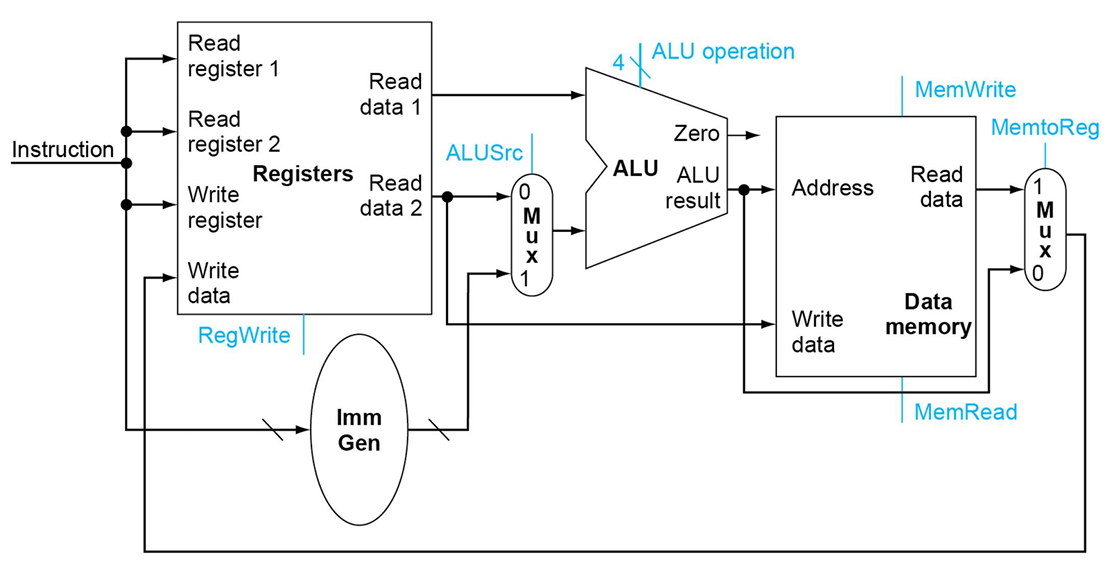 Instruction
Read
register 1
Read
register 2
Registers
Write
register
Write
data
Read
data 1
Read
data 2
RegWrite
Imm
Gen
ALUSrc
0
M
u
x
1
4
ALU operation
Zero
ALU
ALU
result
MemWrite
Address
Read
data
Write
data
Data
memory
MemRead
MemtoReg
1
M
u
x
0